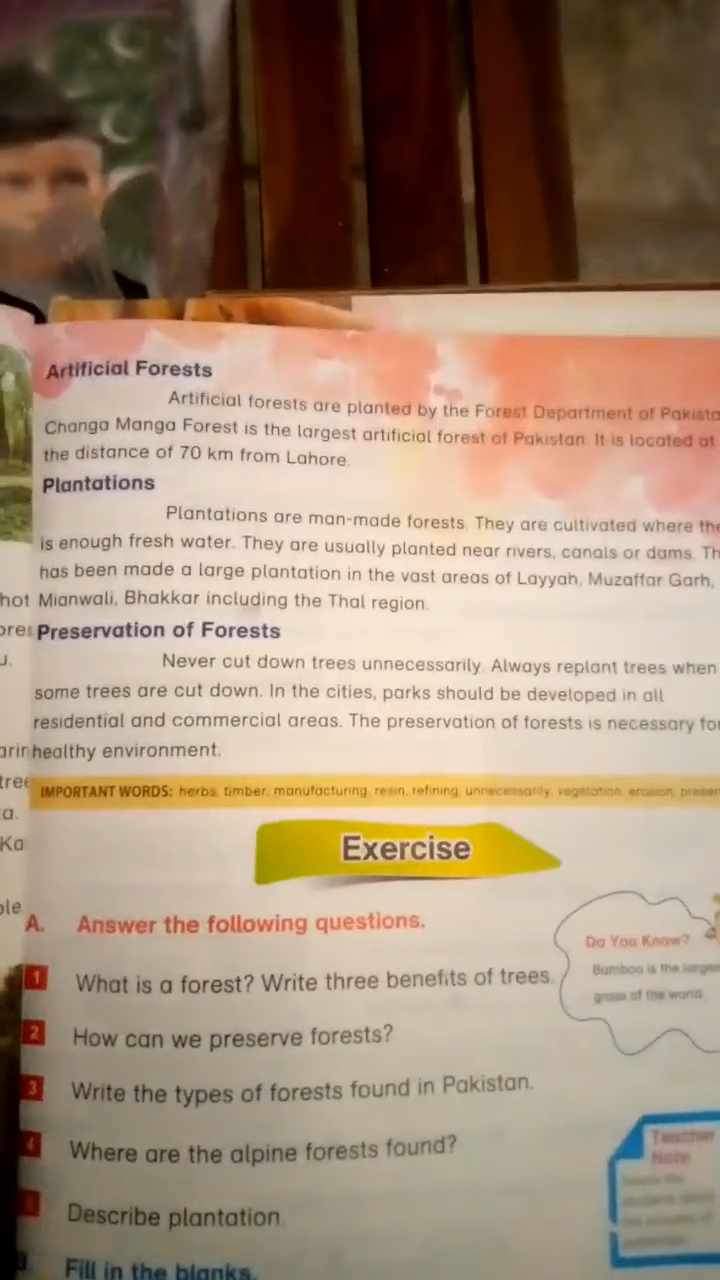 Artificial Forests
Artificial forests are planted by the Forest Department of Pakista
Changa Manga Forest is the largest artificial forest of Pakistan. It is located at
the distance of 70 km from Lahore.
Plantations
Plantations are man-made forests. They are cultivated where the
is enough fresh water. They are usually planted near rivers, canals or dams. Th
has been made a large plantation in the vast areas of Layyah, Muzaffar Garh,
hot Mianwali, Bhakkar including the Thal region.
Preservation of Forests
Never cut down trees unnecessarily. Always replant trees when
some trees are cut down. In the cities, parks should be developed in all
residential and commercial areas. The preservation of forests is necessary for
healthy environment.
tree
a.
Ka
IMPORTANT WORDS: herbs, timber, manufacturing, resin, refining, unnecessarily, vegetation, erosion, preser
Exercise
A. Answer the following questions.
1 What is a forest? Write three benefits of trees.
2 How can we preserve forests?
3 Write the types of forests found in Pakistan.
4 Where are the alpine forests found?
Describe plantation.
Fill in the blanks.
Do You Know?
Bamboo is the large
grass of the world.
Teacher
Note